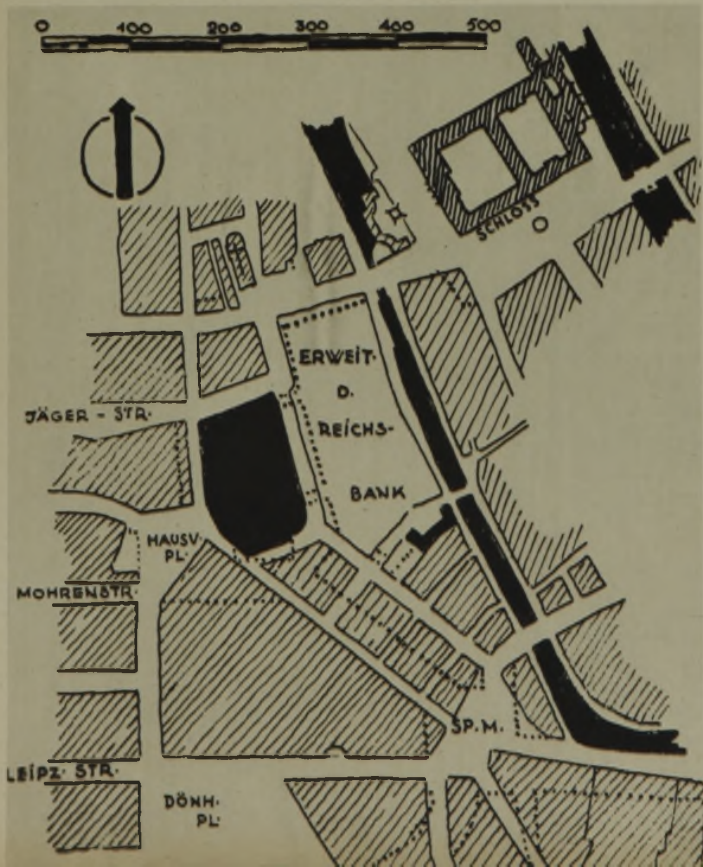 0 100 200 300 400 500
SCHLOSS
ERWEIT.
D.
REICHS-
BANK
JÄGER-STR.
HAUSV.
PL.
MOHRENSTR.
SP.M.
LEIPZ. STR.
DÖNH.
PL.